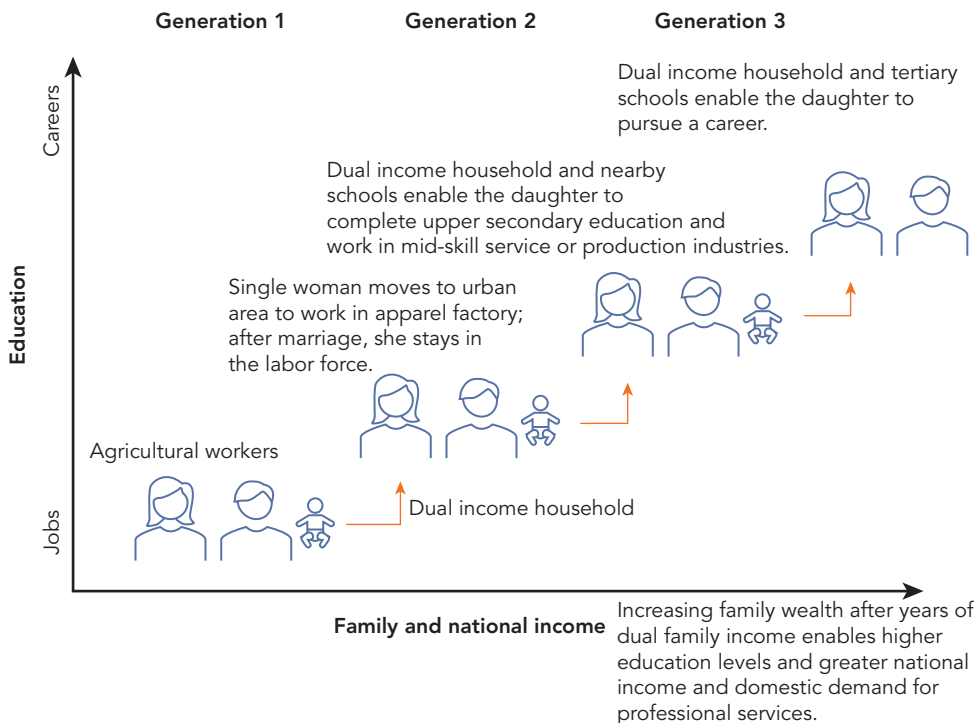 Generation 1
Generation 2
Generation 3
Careers
Dual income household and tertiary
schools enable the daughter to
pursue a career.
Dual income household and nearby
schools enable the daughter to
complete upper secondary education and
work in mid-skill service or production industries.
Education
Single woman moves to urban
area to work in apparel factory;
after marriage, she stays in
the labor force.
Agricultural workers
Dual income household
Jobs
Family and national income
Increasing family wealth after years of
dual family income enables higher
education levels and greater national
income and domestic demand for
professional services.